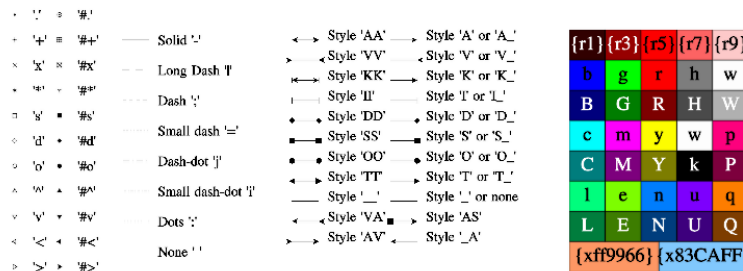 '.' '#.'
'+' '#+'
'x' '#x'
'*' '#*'
's' '#s'
'd' '#d'
'o' '#o'
'^' '#^'
'v' '#v'
'<' '#<'
'>' '#>'
Solid '-'
Long Dash '|'
Dash ';'
Small dash '='
Dash-dot 'j'
Small dash-dot 'i'
Dots ':'
None ' '
Style 'AA' Style 'A' or 'A_'
Style 'VV' Style 'V' or 'V_'
Style 'KK' Style 'K' or 'K_'
Style 'II' Style 'I' or 'I_'
Style 'DD' Style 'D' or 'D_'
Style 'SS' Style 'S' or 'S_'
Style 'OO' Style 'O' or 'O_'
Style 'TT' Style 'T' or 'T_'
Style '__' Style '_' or none
Style 'VA' Style 'AS'
Style 'AV' Style '_A'
{r1} {r3} {r5} {r7} {r9}
b g r h w
B G R H W
c m y w p
C M Y k P
l e n u q
L E N U Q
{xff9966} {x83CAFF}